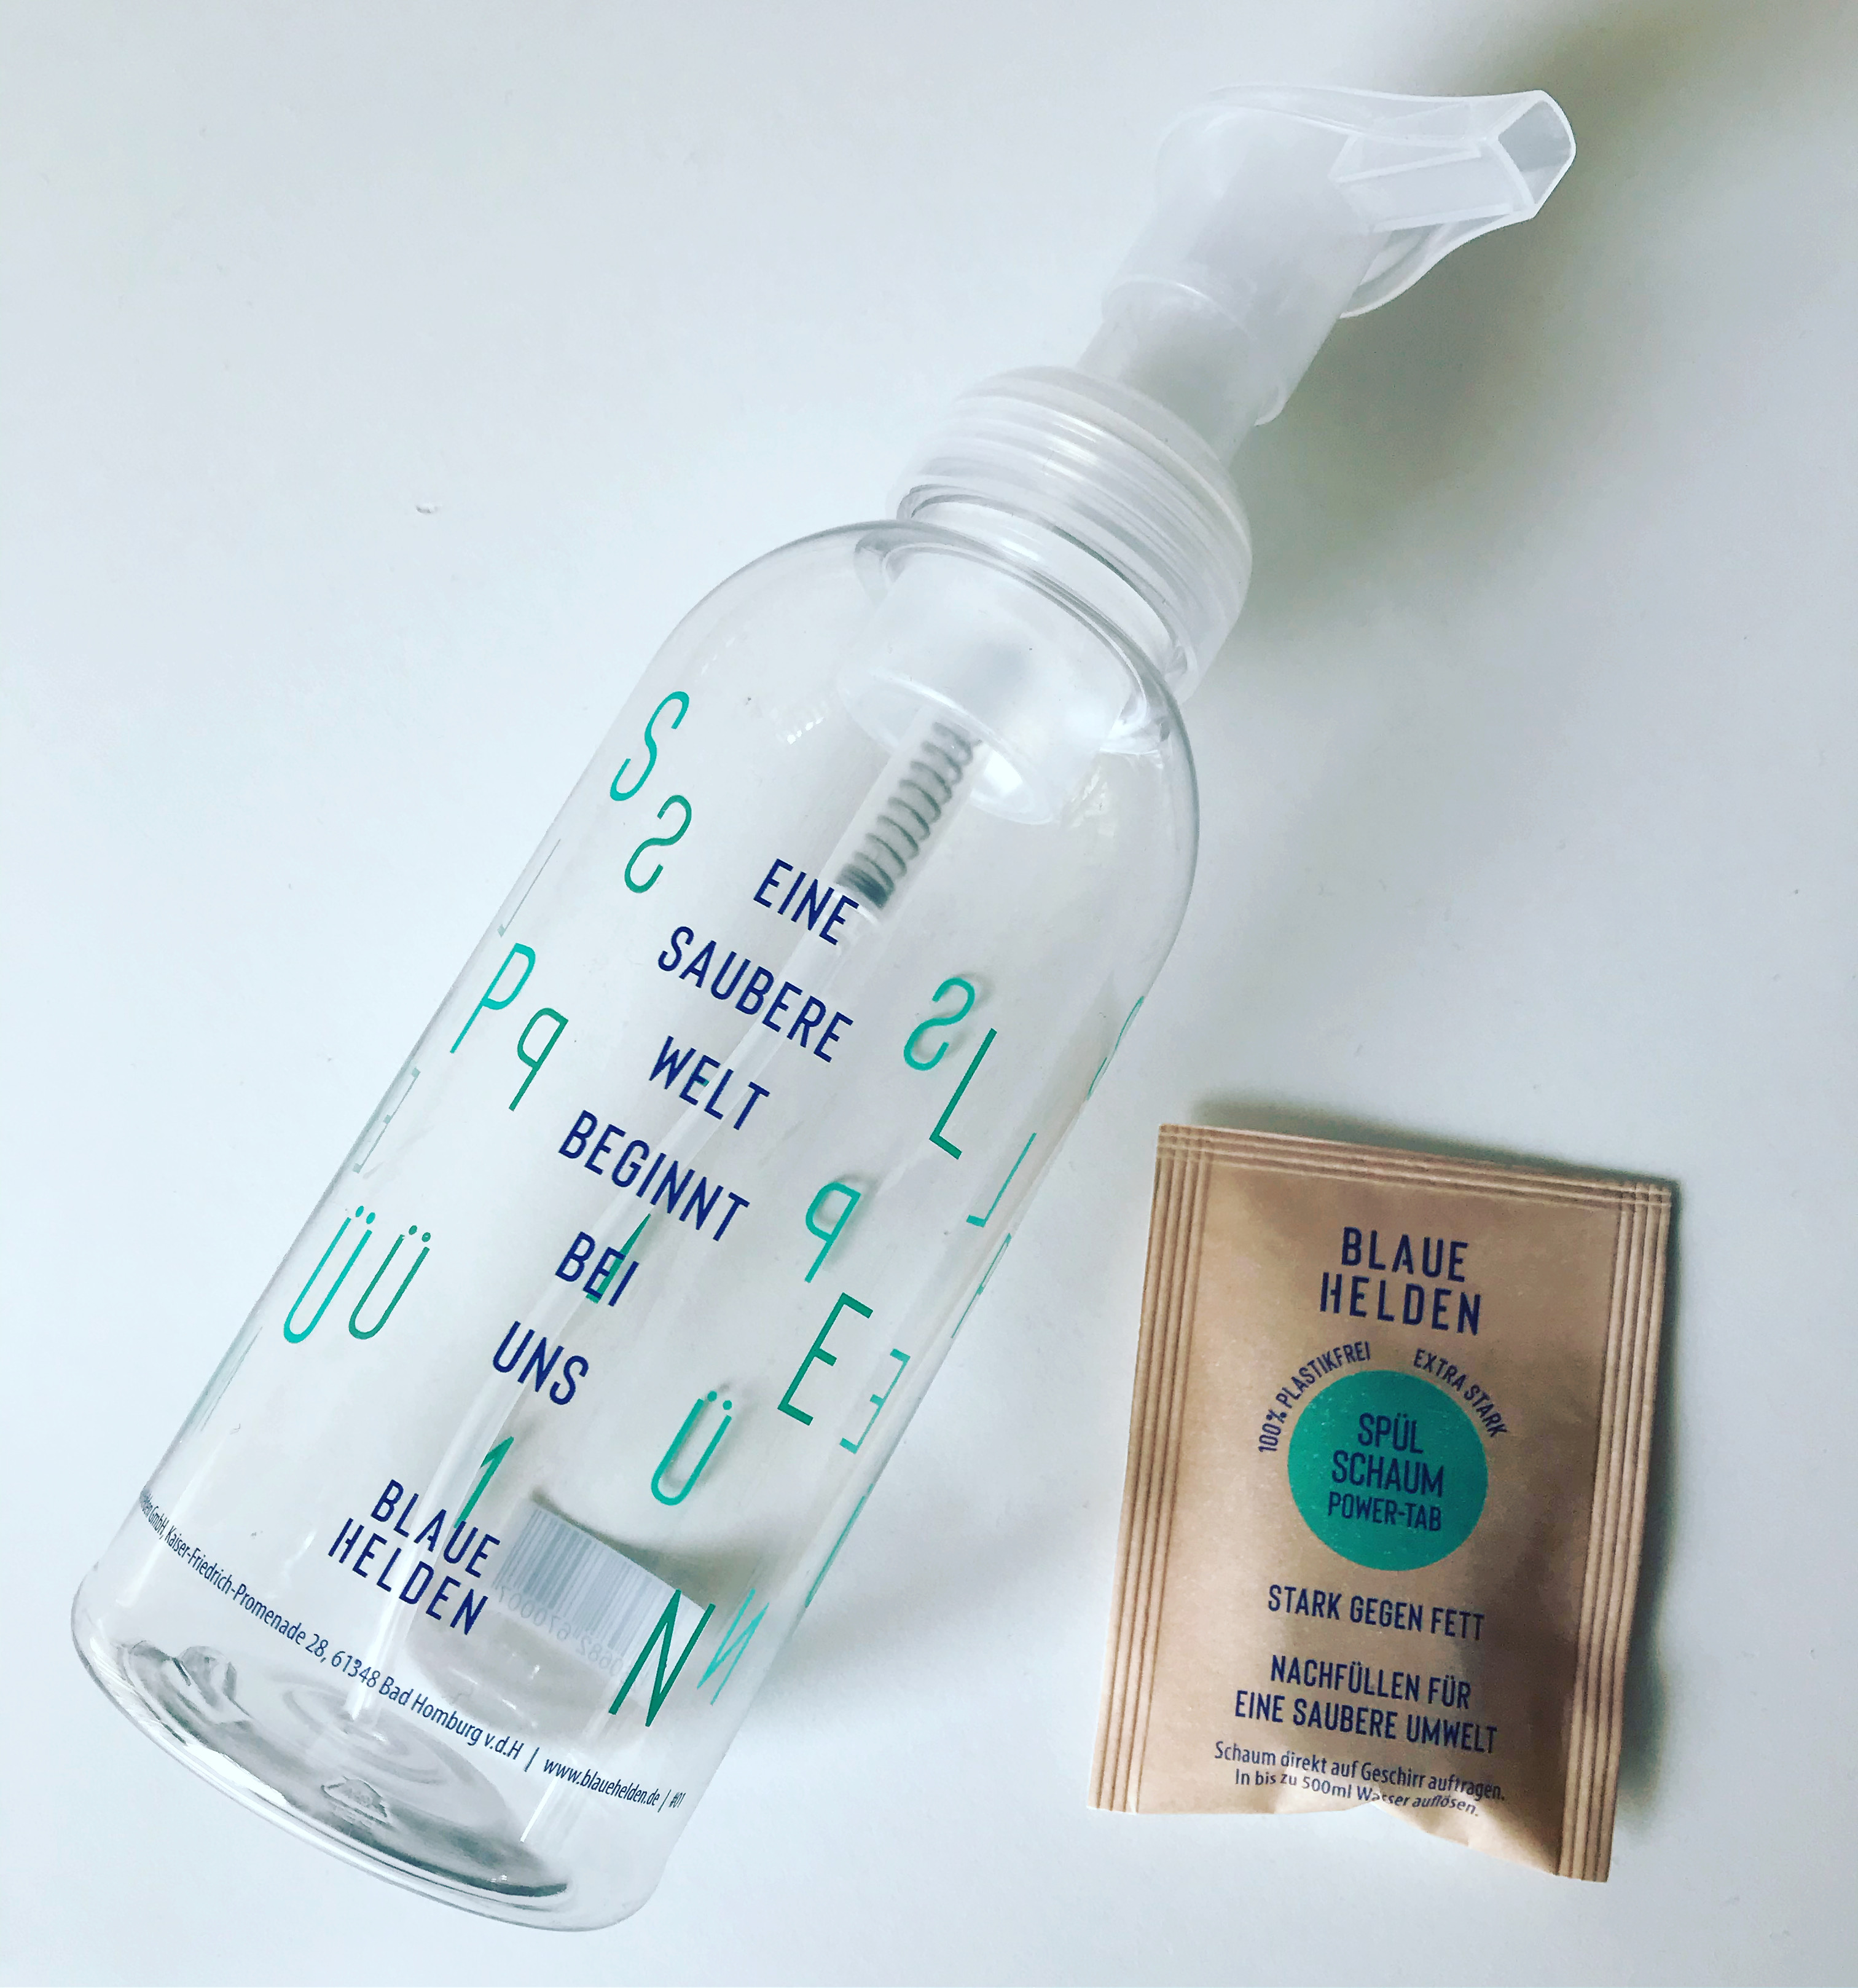 S
P
Ü
L
E
N
EINE
SAUBERE
WELT
BEGINNT
BEI
UNS
BLAUE
HELDEN
GmbH, Kaiser-Friedrich-Promenade 28, 61348 Bad Homburg v.d.H | www.blauehelden.de | #01
BLAUE
HELDEN
100% PLASTIKFREI EXTRA STARK
SPÜL
SCHAUM
POWER-TAB
STARK GEGEN FETT
NACHFÜLLEN FÜR
EINE SAUBERE UMWELT
Schaum direkt auf Geschirr auftragen.
In bis zu 500ml Wasser auflösen.